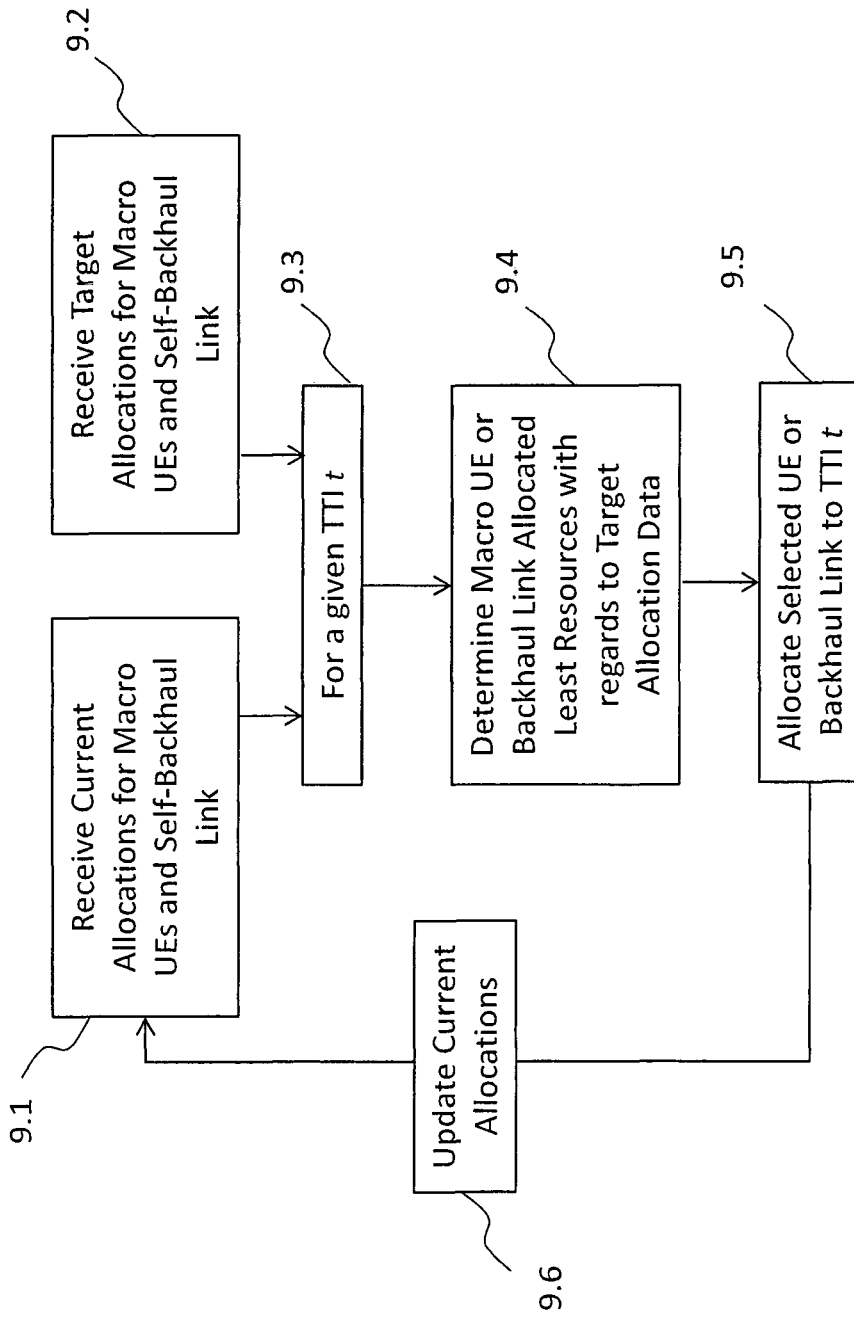 9.1
Receive Current
Allocations for Macro
UEs and Self-Backhaul
Link
9.2
Receive Target
Allocations for Macro
UEs and Self-Backhaul
Link
9.3
For a given TTI t
9.4
Determine Macro UE or
Backhaul Link Allocated
Least Resources with
regards to Target
Allocation Data
9.5
Allocate Selected UE or
Backhaul Link to TTI t
9.6
Update Current
Allocations